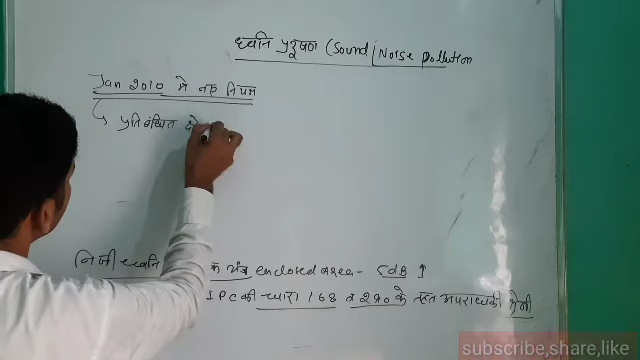 ध्वनि प्रदूषण (Sound/Noise Pollution
Jan 2010 मे नए नियम
प्रतिबंधित क्षे
निजी ध्वनि क यंत्र enclosed area - 5dB ↑
IPC की धारा 168 व 290 के तहत अपराध की श्रेणी
subscribe,share,like